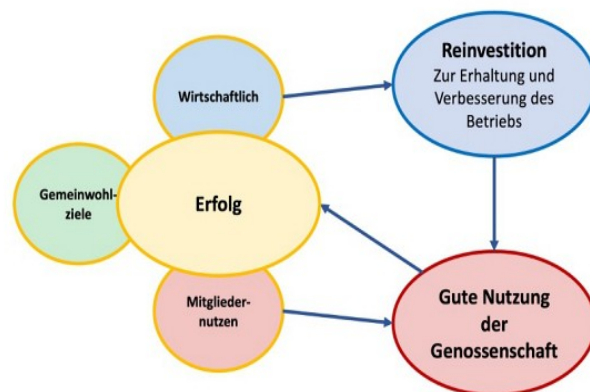 Wirtschaftlich
Reinvestition
Zur Erhaltung und
Verbesserung des
Betriebs
Gemeinwohl-
ziele
Erfolg
Mitglieder-
nutzen
Gute Nutzung
der
Genossenschaft